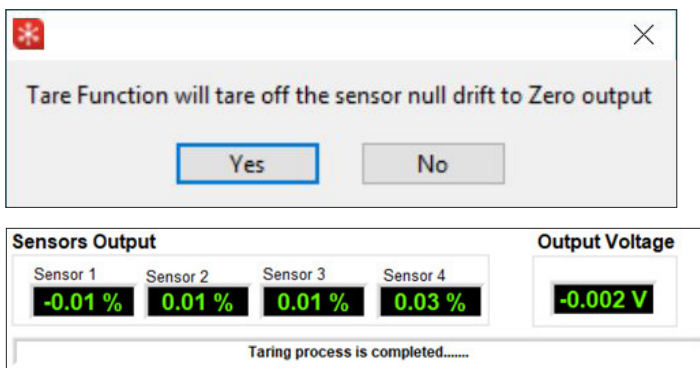 Tare Function will tare off the sensor null drift to Zero output
Yes No
Sensors Output Output Voltage
Sensor 1 Sensor 2 Sensor 3 Sensor 4
-0.01 % 0.01 % 0.01 % 0.03 % -0.002 V
Taring process is completed.......